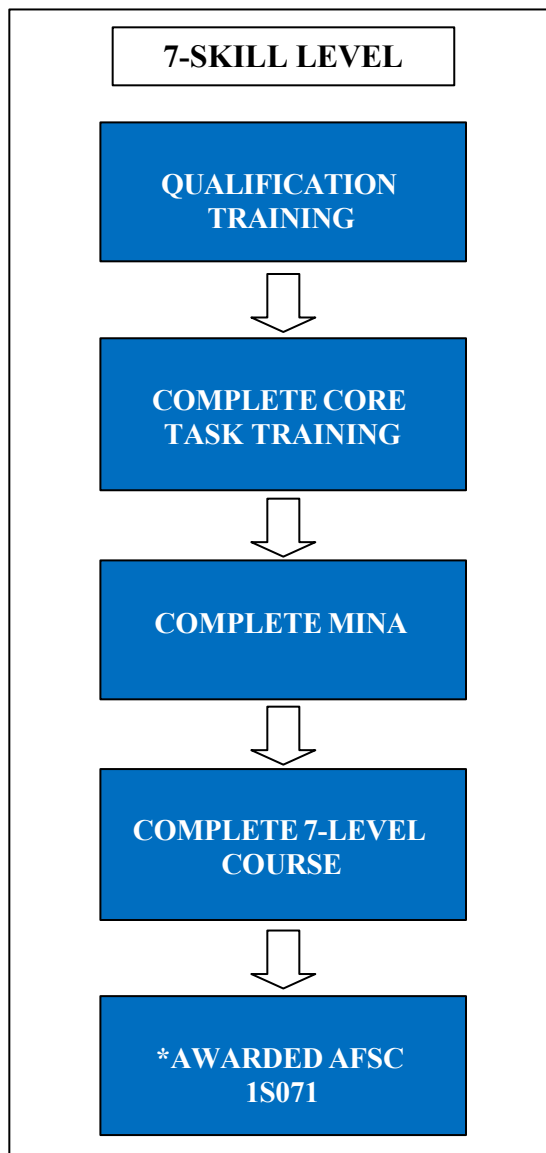 7-SKILL LEVEL
QUALIFICATION
TRAINING
COMPLETE CORE
TASK TRAINING
COMPLETE MINA
COMPLETE 7-LEVEL
COURSE
*AWARDED AFSC
1S071